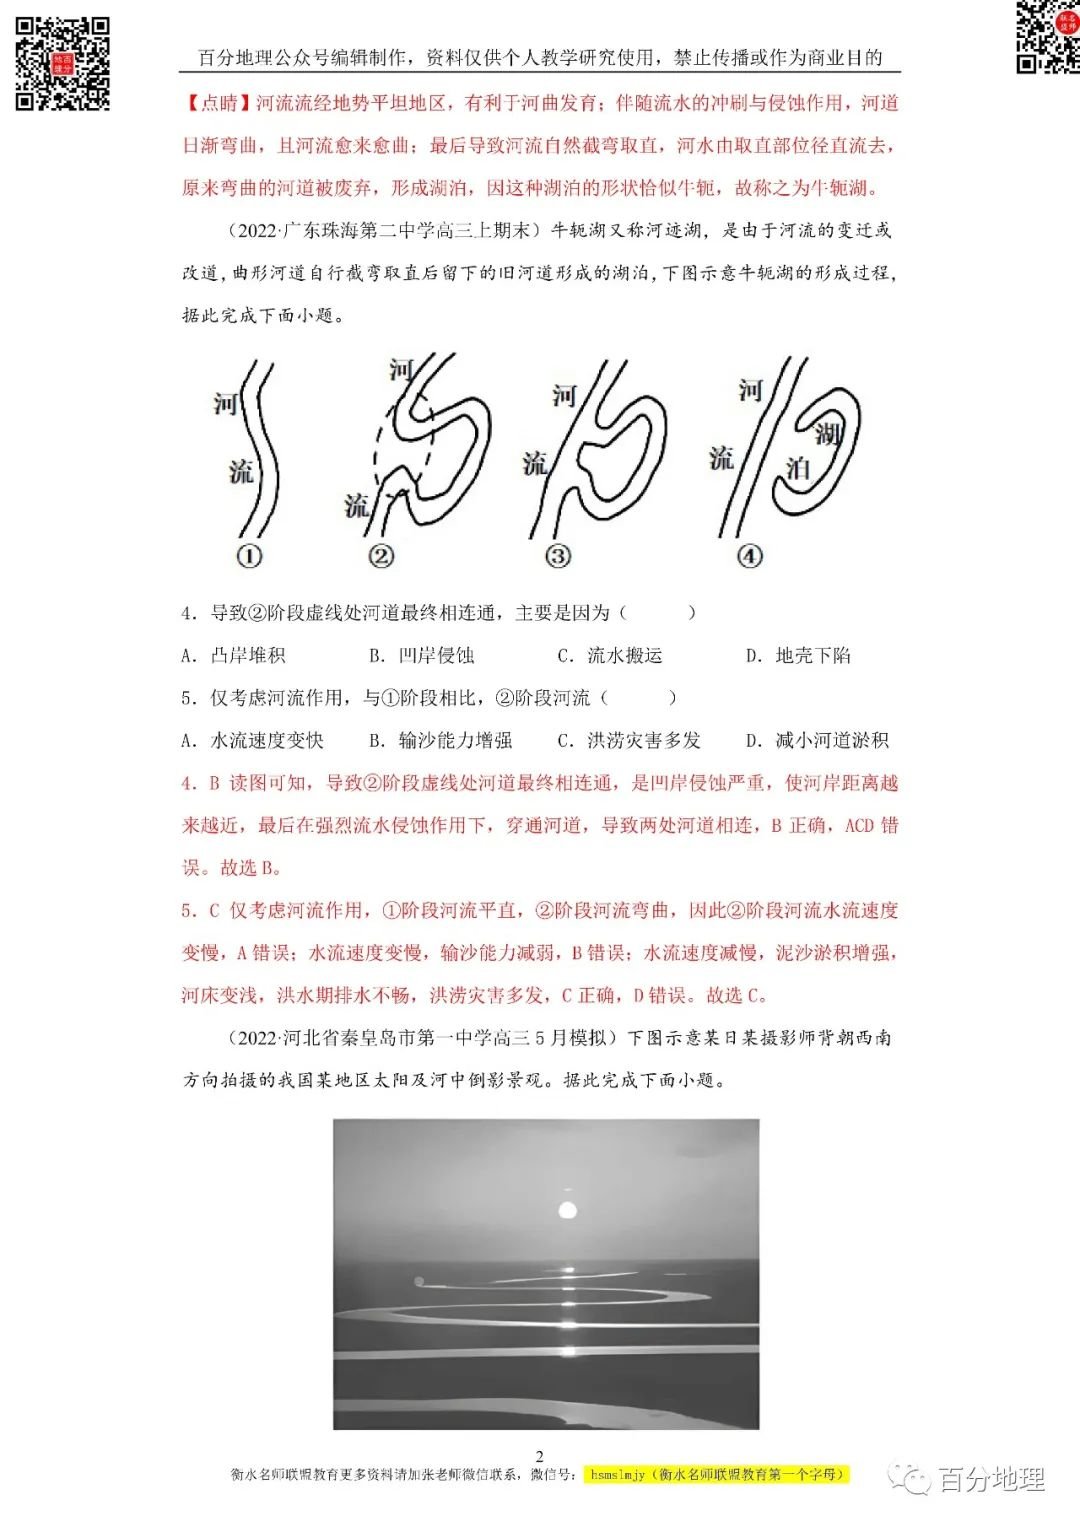 百分地理公众号编辑制作，资料仅供个人教学研究使用，禁止传播或作为商业目的
百分
地理
联名
盟师
【点睛】河流流经地势平坦地区，有利于河曲发育；伴随流水的冲刷与侵蚀作用，河道
日渐弯曲，且河流愈来愈曲；最后导致河流自然截弯取直，河水由取直部位径直流去，
原来弯曲的河道被废弃，形成湖泊，因这种湖泊的形状恰似牛轭，故称之为牛轭湖。
（2022·广东珠海第二中学高三上期末）牛轭湖又称河迹湖，是由于河流的变迁或
改道，曲形河道自行截弯取直后留下的旧河道形成的湖泊，下图示意牛轭湖的形成过程，
据此完成下面小题。
河 流 ①
河 流 ②
河 流 ③
河 流 湖 泊 ④
4．导致②阶段虚线处河道最终相连通，主要是因为（ ）
A．凸岸堆积 B．凹岸侵蚀 C．流水搬运 D．地壳下陷
5．仅考虑河流作用，与①阶段相比，②阶段河流（ ）
A．水流速度变快 B．输沙能力增强 C．洪涝灾害多发 D．减小河道淤积
4．B 读图可知，导致②阶段虚线处河道最终相连通，是凹岸侵蚀严重，使河岸距离越
来越近，最后在强烈流水侵蚀作用下，穿通河道，导致两处河道相连，B 正确，ACD 错
误。故选 B。
5．C 仅考虑河流作用，①阶段河流平直，②阶段河流弯曲，因此②阶段河流水流速度
变慢，A 错误；水流速度变慢，输沙能力减弱，B 错误；水流速度减慢，泥沙淤积增强，
河床变浅，洪水期排水不畅，洪涝灾害多发，C 正确，D 错误。故选 C。
（2022·河北省秦皇岛市第一中学高三 5 月模拟）下图示意某日某摄影师背朝西南
方向拍摄的我国某地区太阳及河中倒影景观。据此完成下面小题。
2
衡水名师联盟教育更多资料请加张老师微信联系，微信号： hsmslmjy（衡水名师联盟教育第一个字母）
百分地理